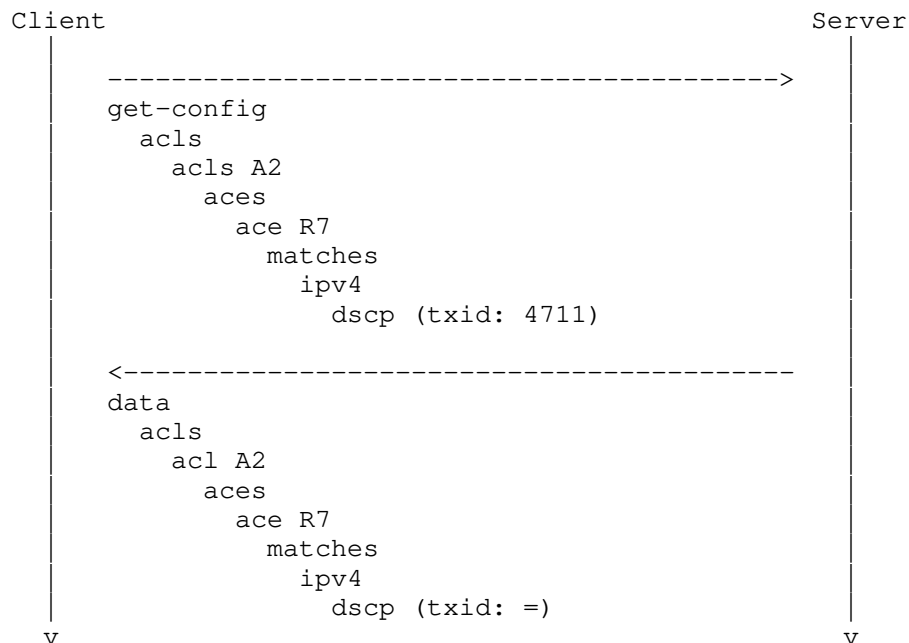 Client Server
------------------------------------------>
get-config
acls
acls A2
aces
ace R7
matches
ipv4
dscp (txid: 4711)
<------------------------------------------
data
acls
acl A2
aces
ace R7
matches
ipv4
dscp (txid: =)
v v